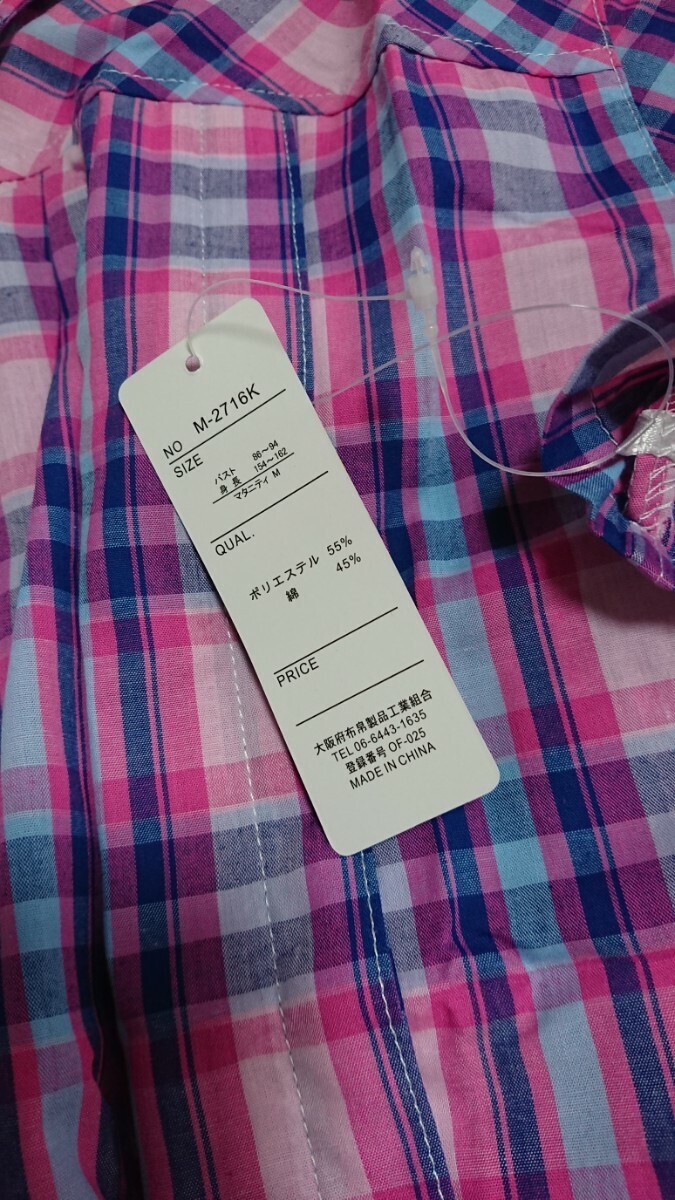 NO M-2716K
SIZE
バスト 86～94
身長 154～162
マタニティ M
QUAL.
ポリエステル 55%
綿 45%
PRICE
大阪府布帛製品工業組合
TEL 06-6443-1635
登録番号 OF-025
MADE IN CHINA